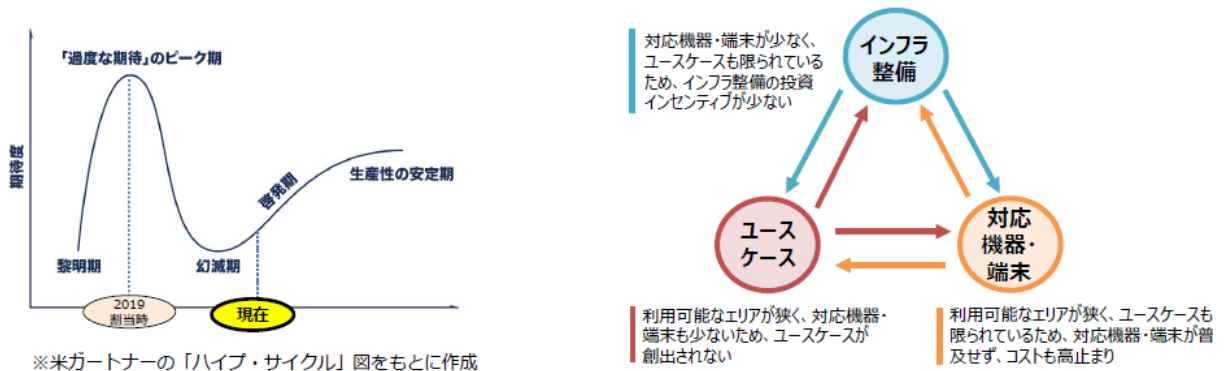 「過度な期待」のピーク期
期待度
黎明期
幻滅期
啓発期
生産性の安定期
2019
割当時
現在
※米ガートナーの「ハイプ・サイクル」図をもとに作成
対応機器・端末が少なく、
ユースケースも限られている
ため、インフラ整備の投資
インセンティブが少ない
インフラ
整備
ユース
ケース
対応
機器・
端末
利用可能なエリアが狭く、対応機器・
端末も少ないため、ユースケースが
創出されない
利用可能なエリアが狭く、ユースケースも
限られているため、対応機器・端末が普
及せず、コストも高止まり